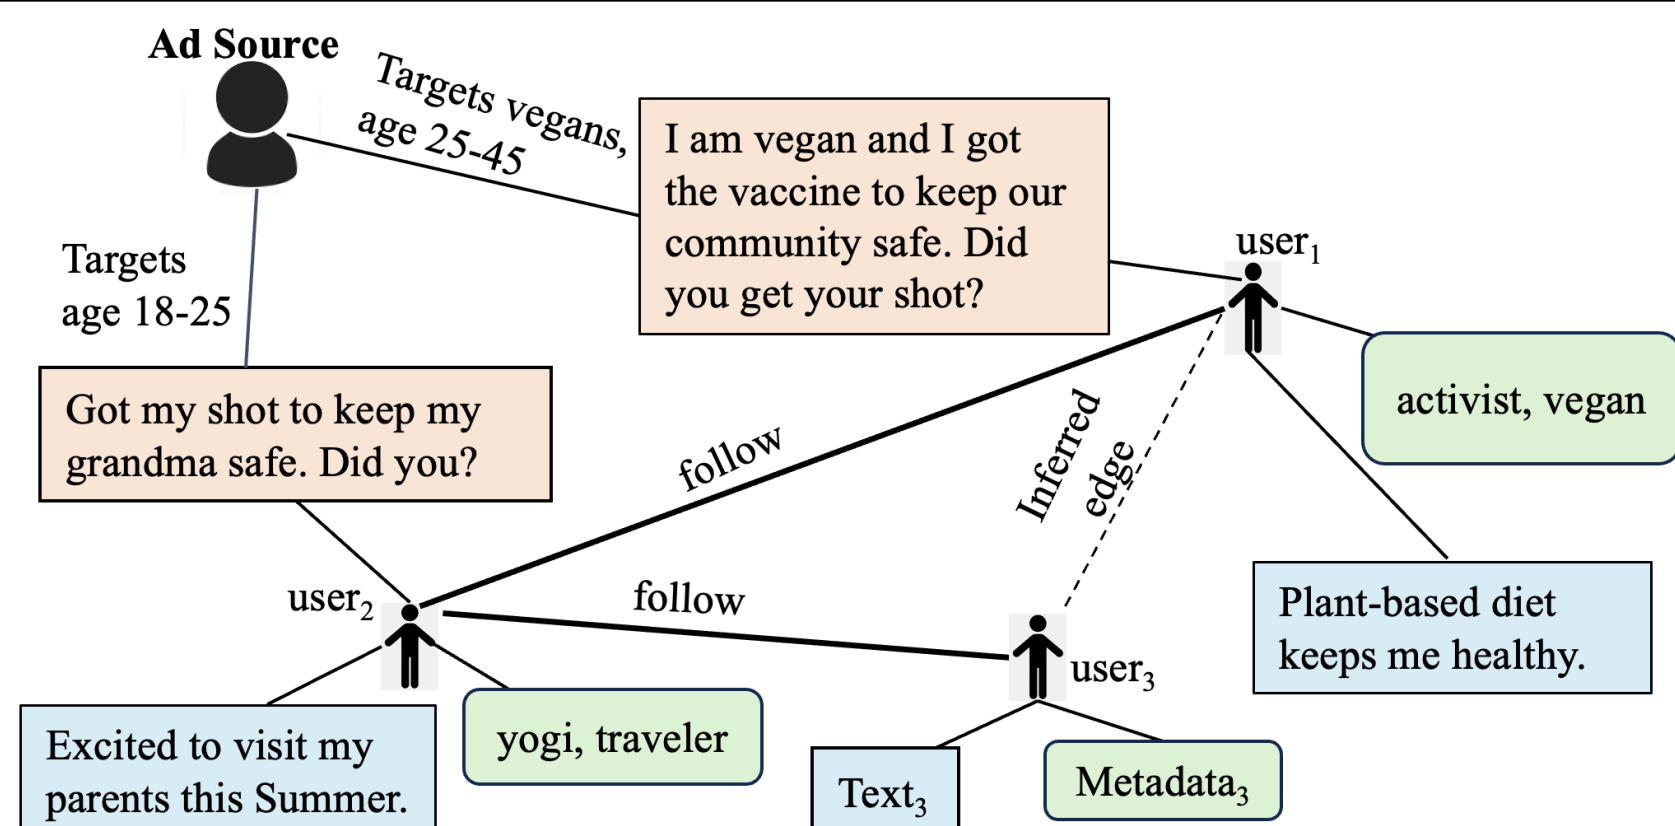 Ad Source
Targets vegans,
age 25-45
I am vegan and I got
the vaccine to keep our
community safe. Did
you get your shot?
user₁
Targets
age 18-25
activist, vegan
Got my shot to keep my
grandma safe. Did you?
follow
Inferred
edge
user₂
follow
Plant-based diet
keeps me healthy.
user₃
Excited to visit my
parents this Summer.
yogi, traveler
Text₃
Metadata₃